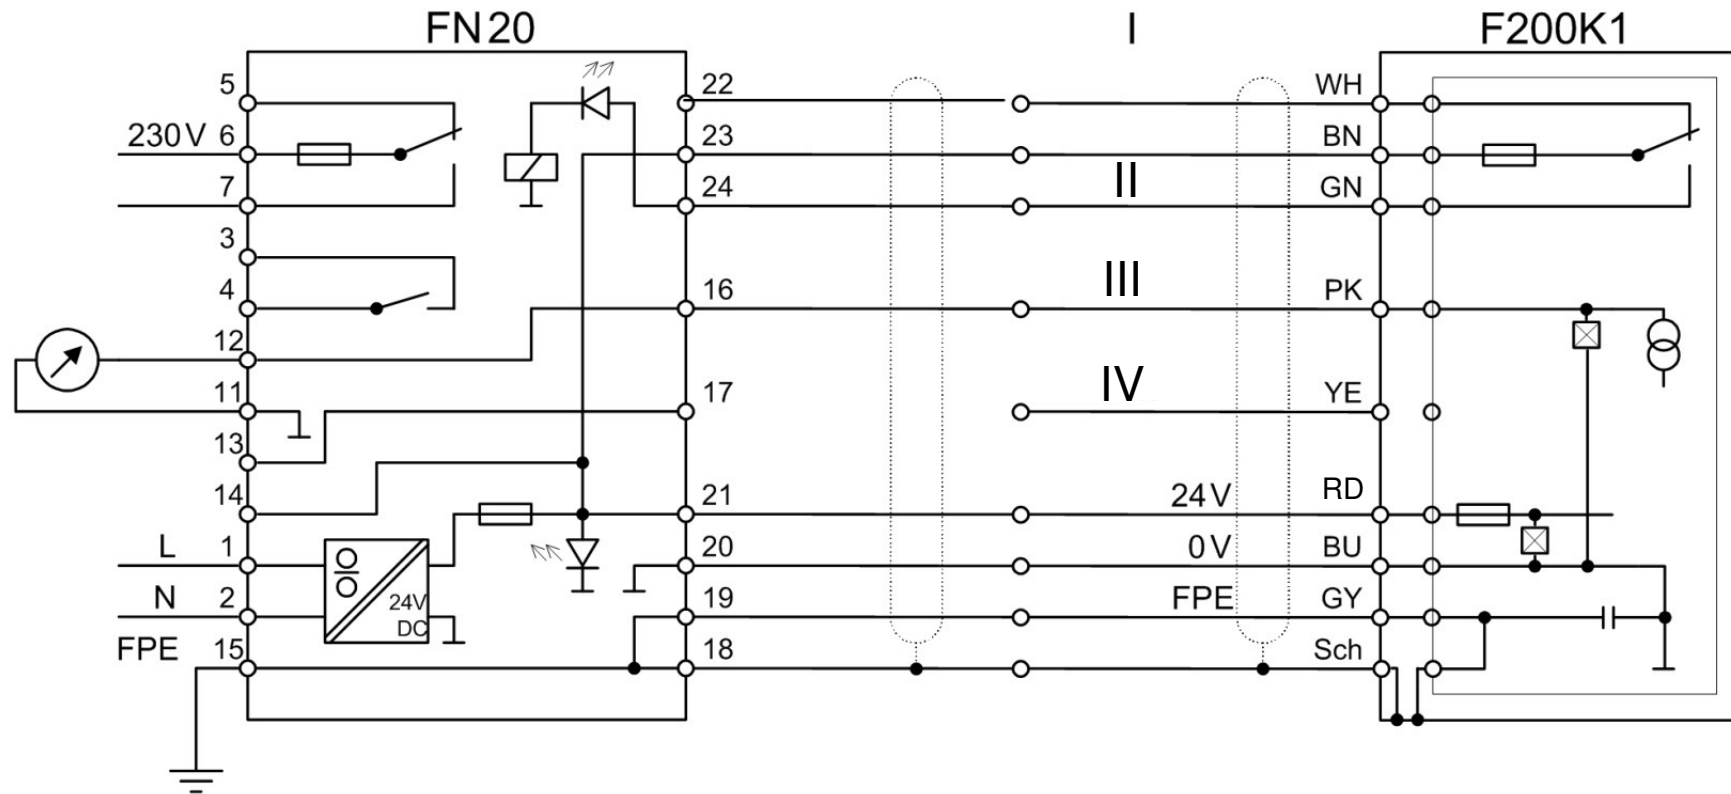 FN20 I F200K1
5 22 WH
230V 6 23 BN
7 24 II GN
3
4 16 III PK
12
11 17 IV YE
13
14 21 24V RD
L 1 20 0V BU
N 2 24V DC 19 FPE GY
FPE 15 18 Sch